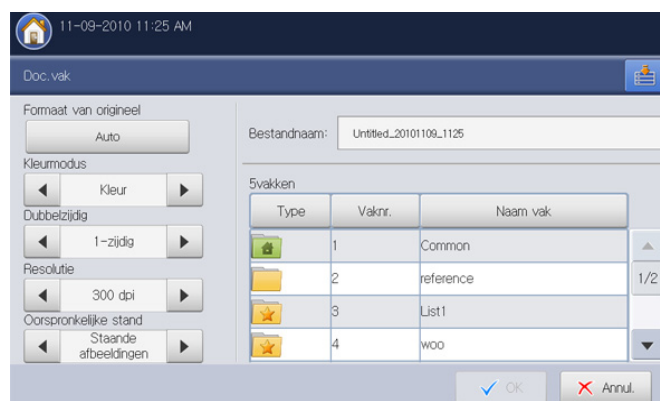 11-09-2010 11:25 AM
Doc.vak
Formaat van origineel
Auto
Kleurmodus
Kleur
Dubbelzijdig
1-zijdig
Resolutie
300 dpi
Oorspronkelijke stand
Staande
afbeeldingen
Bestandnaam: Untitled_20101109_1125
5vakken
Type Vaknr. Naam vak
1 Common
2 reference
3 List1
4 woo
1/2
OK Annul.